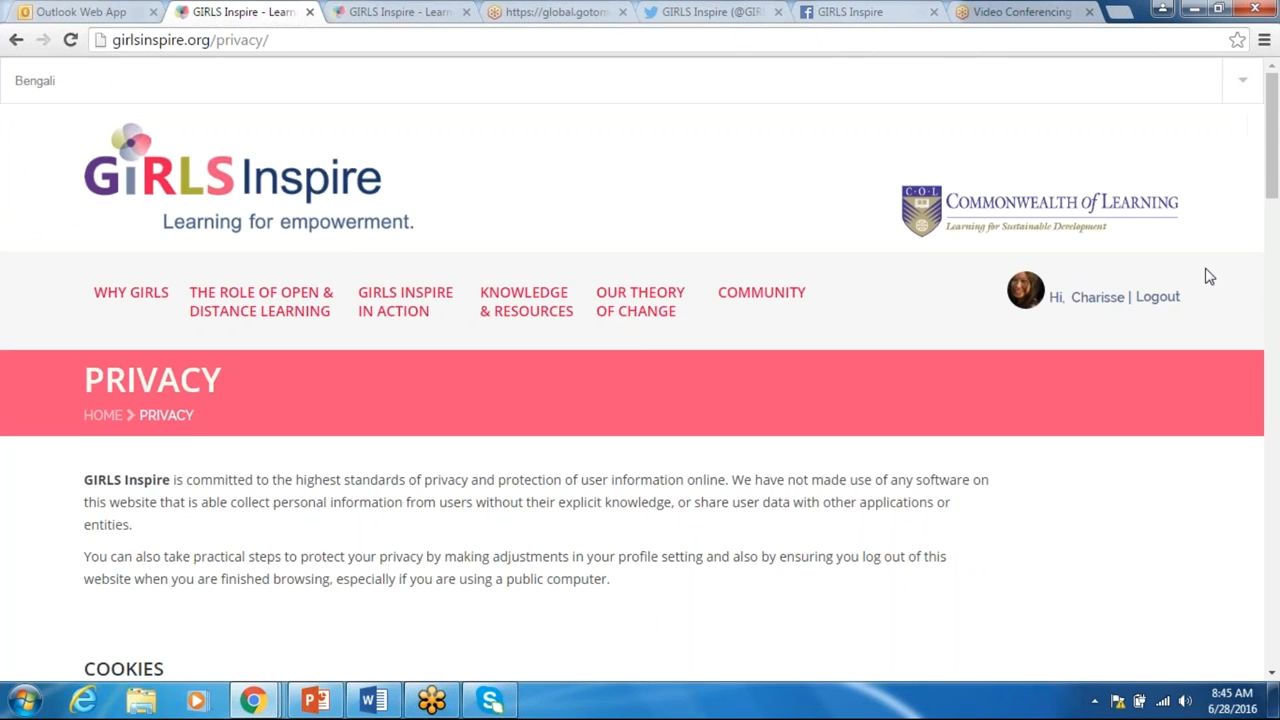 Outlook Web App
GIRLS Inspire - Learn
GIRLS Inspire - Learn
https://global.gotom
GIRLS Inspire (@GIR
GIRLS Inspire
Video Conferencing
girlsinspire.org/privacy/
Bengali
GiRLS Inspire
Learning for empowerment.
C·O·L
COMMONWEALTH of LEARNING
Learning for Sustainable Development
WHY GIRLS
THE ROLE OF OPEN &
DISTANCE LEARNING
GIRLS INSPIRE
IN ACTION
KNOWLEDGE
& RESOURCES
OUR THEORY
OF CHANGE
COMMUNITY
Hi, Charisse | Logout
PRIVACY
HOME > PRIVACY
GIRLS Inspire is committed to the highest standards of privacy and protection of user information online. We have not made use of any software on
this website that is able collect personal information from users without their explicit knowledge, or share user data with other applications or
entities.
You can also take practical steps to protect your privacy by making adjustments in your profile setting and also by ensuring you log out of this
website when you are finished browsing, especially if you are using a public computer.
COOKIES
8:45 AM
6/28/2016